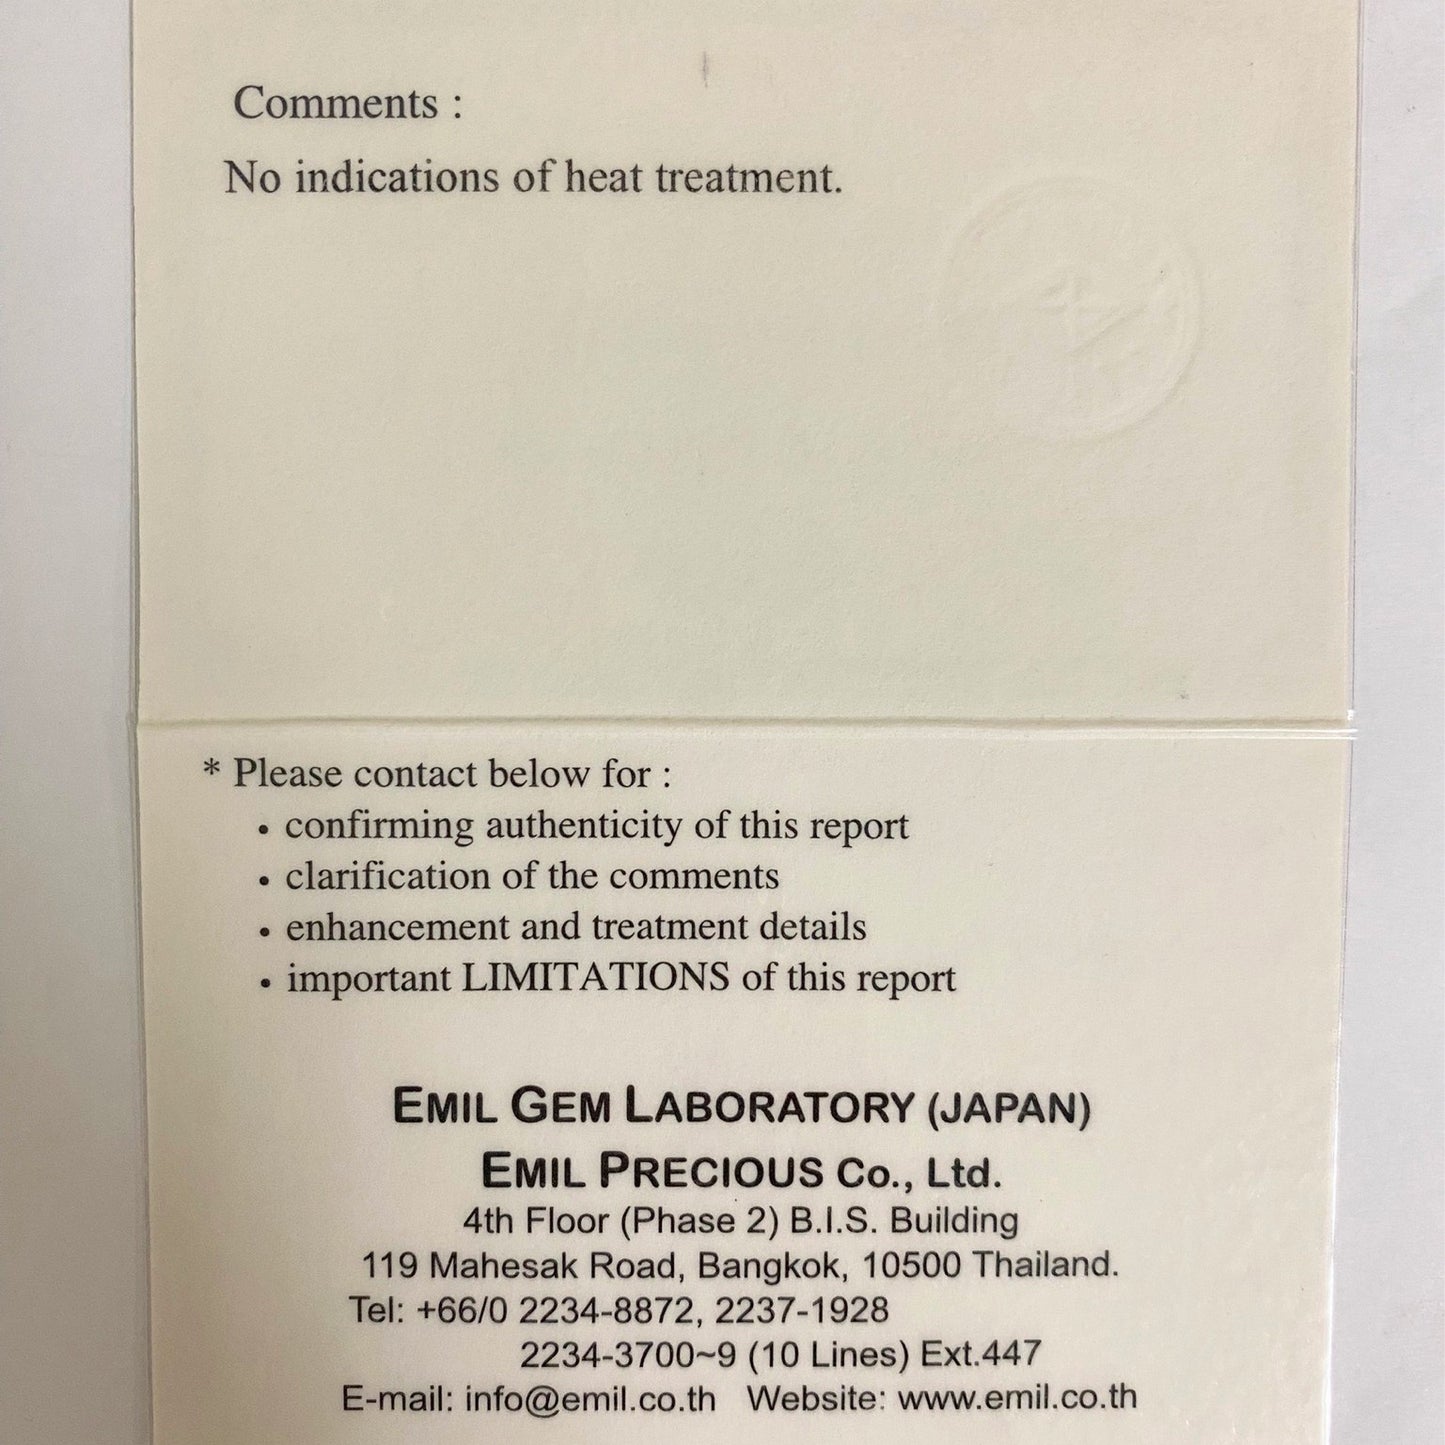 Comments :
No indications of heat treatment.
* Please contact below for :
• confirming authenticity of this report
• clarification of the comments
• enhancement and treatment details
• important LIMITATIONS of this report
EMIL GEM LABORATORY (JAPAN)
EMIL PRECIOUS Co., Ltd.
4th Floor (Phase 2) B.I.S. Building
119 Mahesak Road, Bangkok, 10500 Thailand.
Tel: +66/0 2234-8872, 2237-1928
2234-3700~9 (10 Lines) Ext.447
E-mail: info@emil.co.th Website: www.emil.co.th